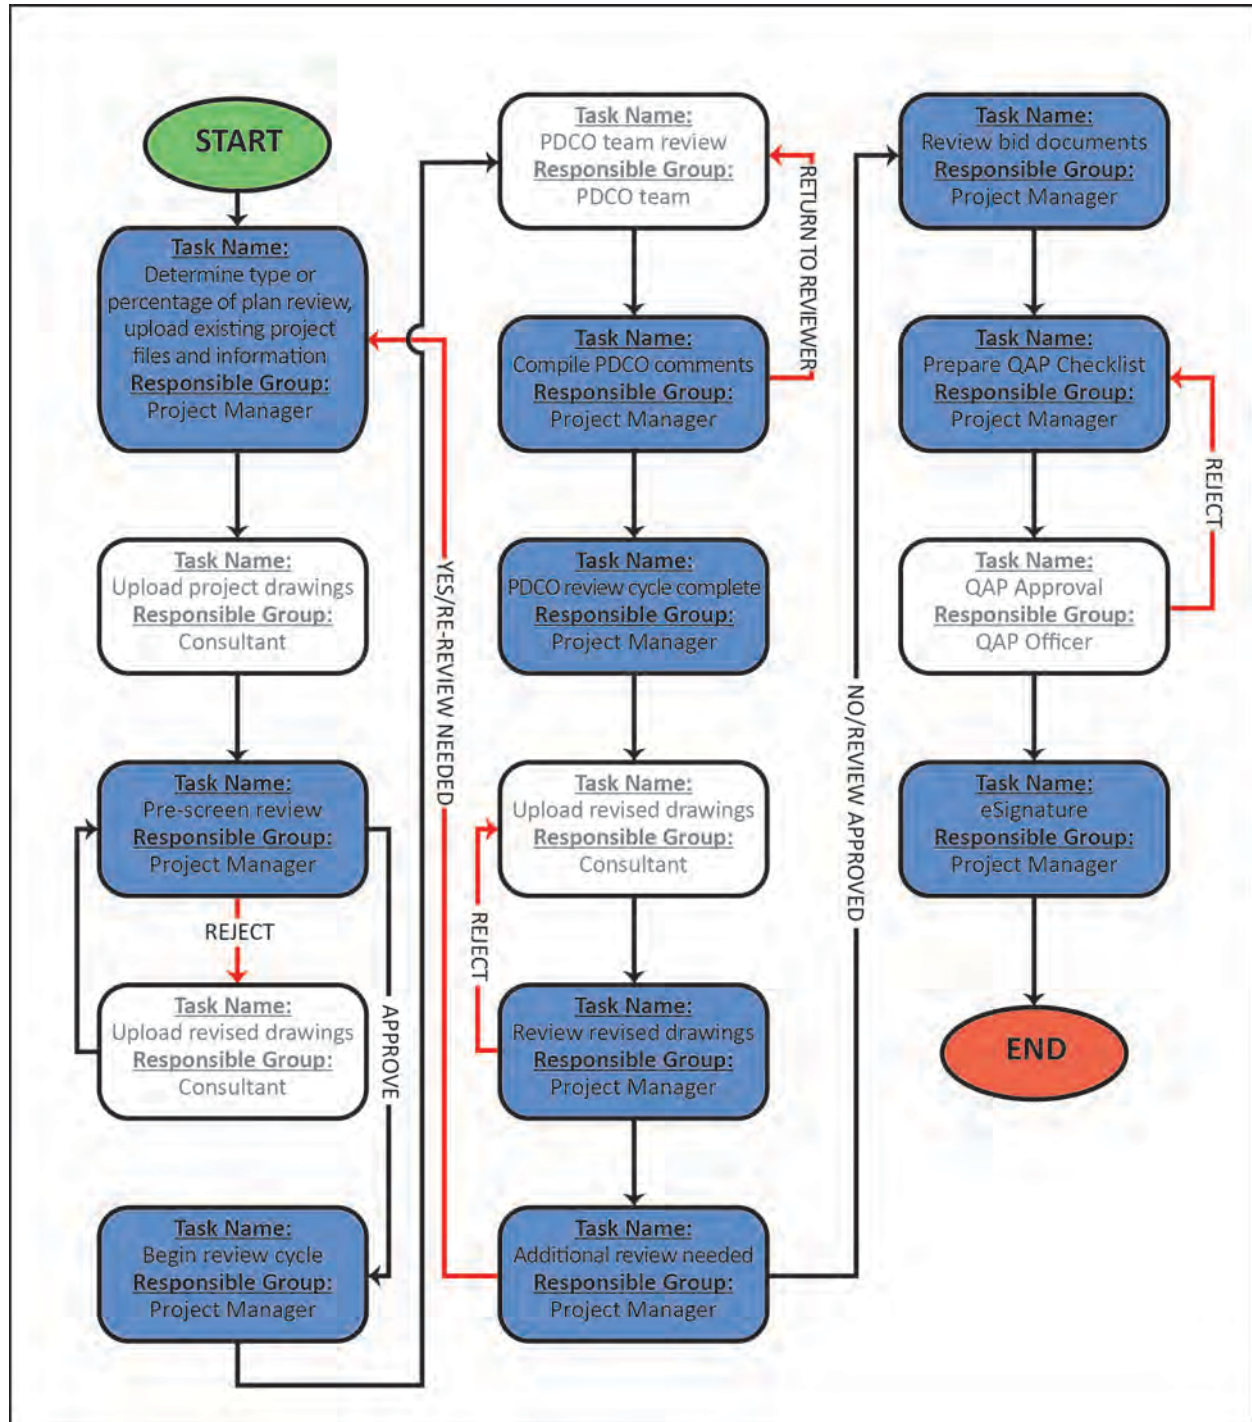 START
Task Name:
Determine type or
percentage of plan review,
upload existing project
files and information
Responsible Group:
Project Manager
Task Name:
Upload project drawings
Responsible Group:
Consultant
Task Name:
Pre-screen review
Responsible Group:
Project Manager
REJECT
Task Name:
Upload revised drawings
Responsible Group:
Consultant
APPROVE
Task Name:
Begin review cycle
Responsible Group:
Project Manager
YES/RE-REVIEW NEEDED
Task Name:
PDCO team review
Responsible Group:
PDCO team
RETURN TO REVIEWER
Task Name:
Compile PDCO comments
Responsible Group:
Project Manager
Task Name:
PDCO review cycle complete
Responsible Group:
Project Manager
Task Name:
Upload revised drawings
Responsible Group:
Consultant
REJECT
Task Name:
Review revised drawings
Responsible Group:
Project Manager
Task Name:
Additional review needed
Responsible Group:
Project Manager
NO/REVIEW APPROVED
Task Name:
Review bid documents
Responsible Group:
Project Manager
Task Name:
Prepare QAP Checklist
Responsible Group:
Project Manager
REJECT
Task Name:
QAP Approval
Responsible Group:
QAP Officer
Task Name:
eSignature
Responsible Group:
Project Manager
END